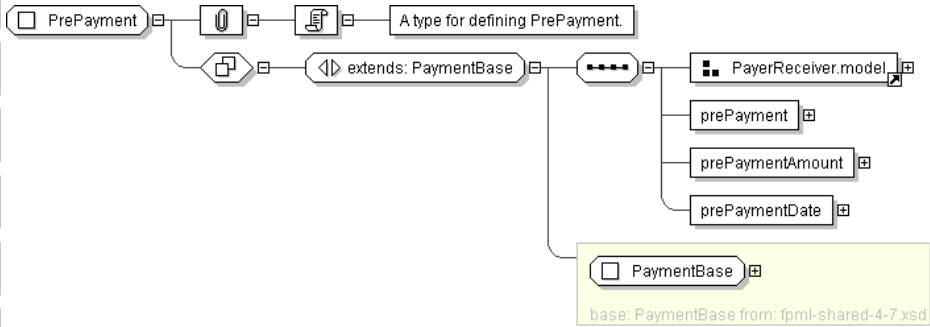 PrePayment
A type for defining PrePayment.
extends: PaymentBase
PayerReceiver.model
prePayment
prePaymentAmount
prePaymentDate
PaymentBase
base: PaymentBase from: fpml-shared-4-7.xsd